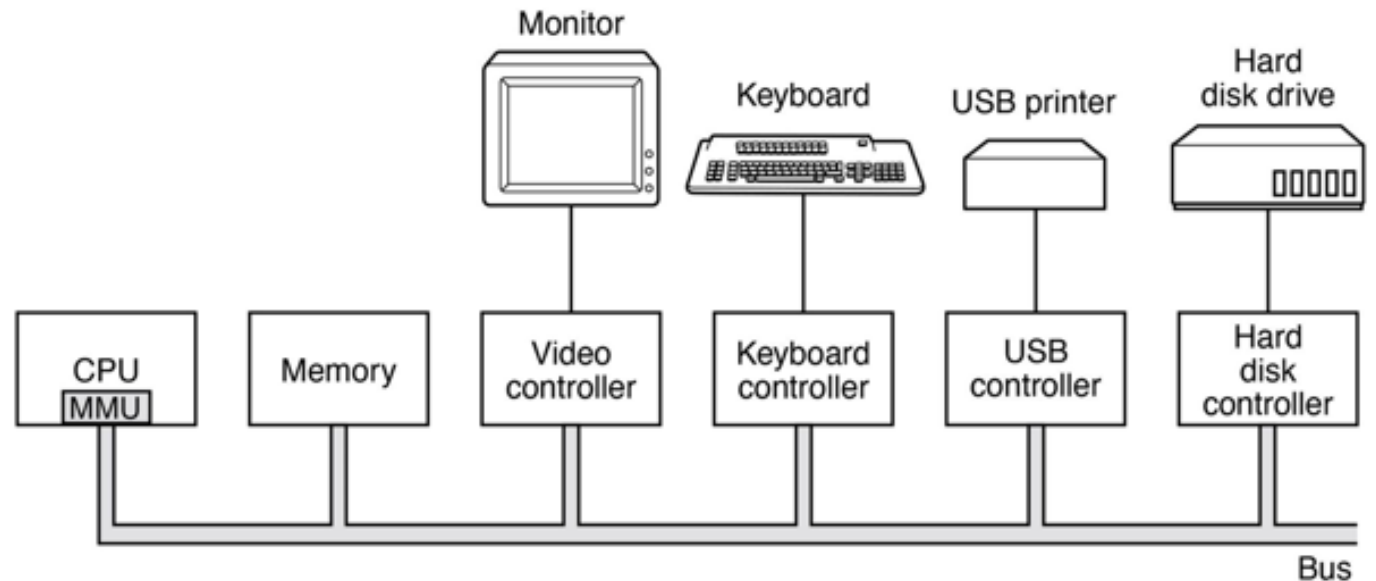 Monitor
Keyboard
USB printer
Hard
disk drive
CPU
MMU
Memory
Video
controller
Keyboard
controller
USB
controller
Hard
disk
controller
Bus